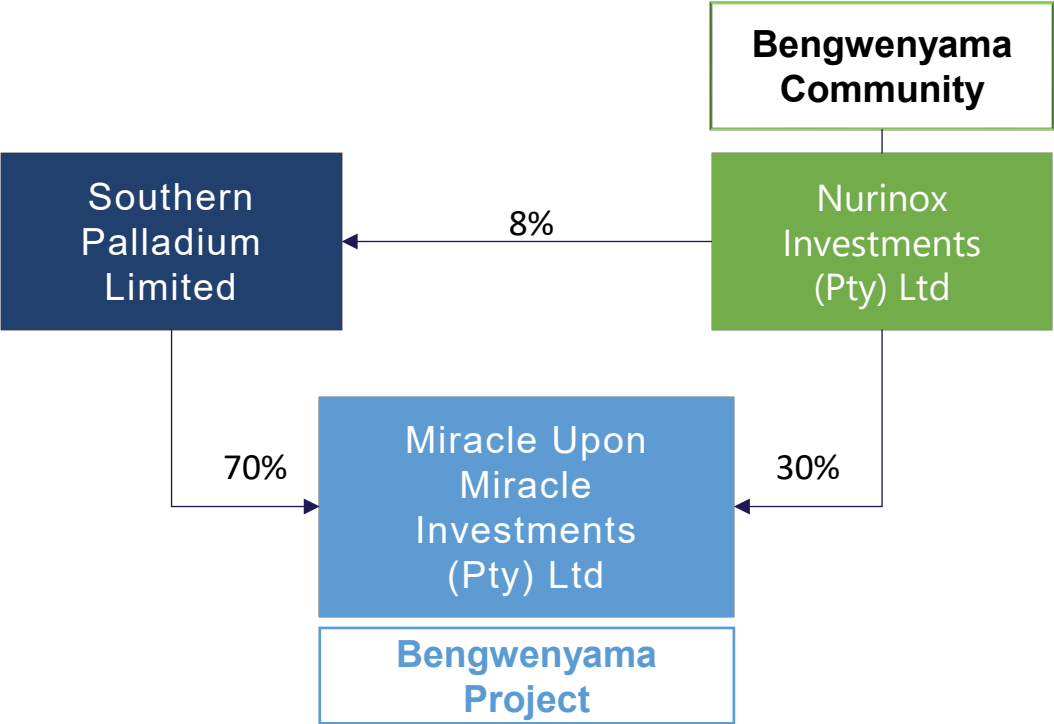 Bengwenyama
Community
Southern
Palladium
Limited
8%
Nurinox
Investments
(Pty) Ltd
70%
Miracle Upon
Miracle
Investments
(Pty) Ltd
30%
Bengwenyama
Project